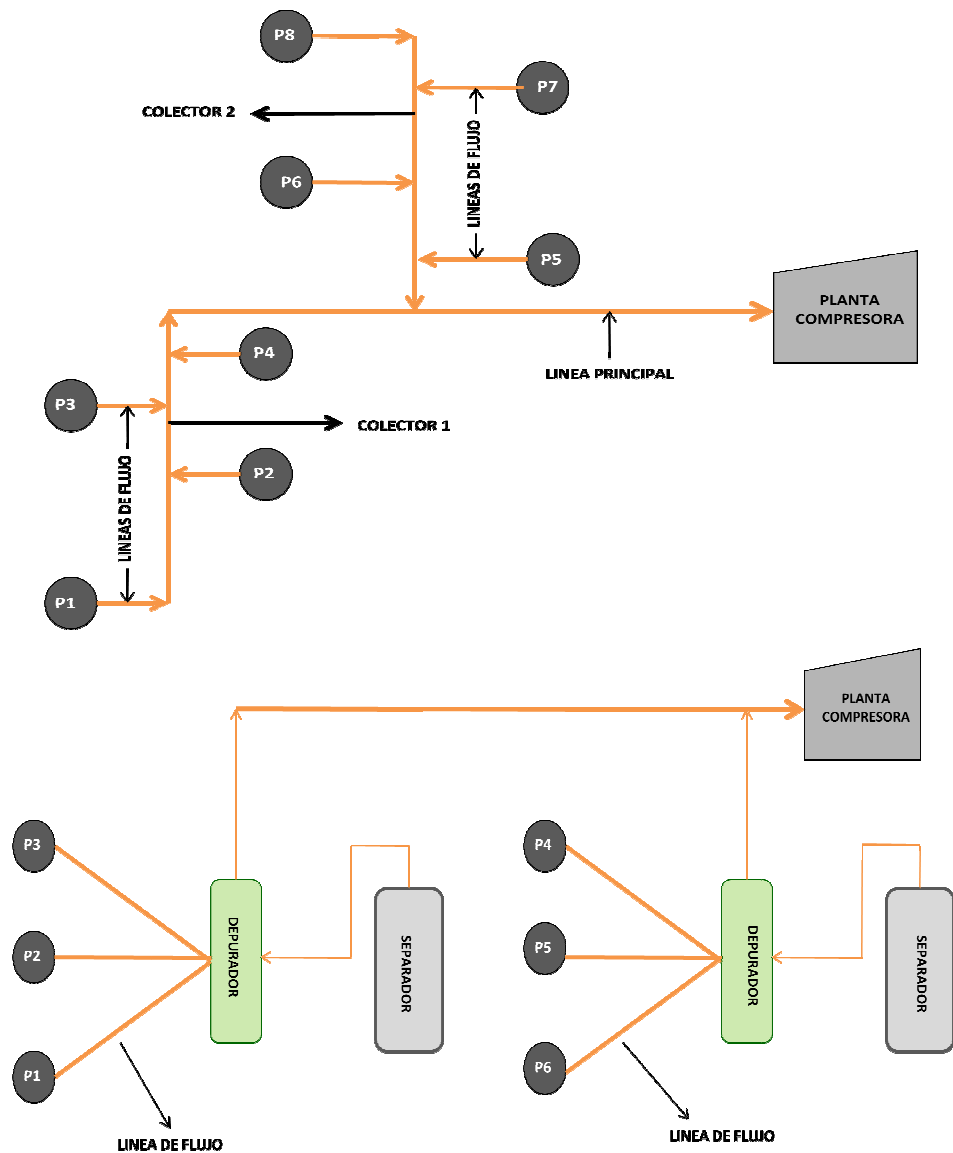 P8
P7
COLECTOR 2
LINEAS DE FLUJO
P6
P5
PLANTA
COMPRESORA
P4
LINEA PRINCIPAL
P3
COLECTOR 1
P2
LINEAS DE FLUJO
P1
PLANTA
COMPRESORA
P3
P4
DEPURADOR
SEPARADOR
DEPURADOR
SEPARADOR
P2
P5
P1
P6
LINEA DE FLUJO
LINEA DE FLUJO